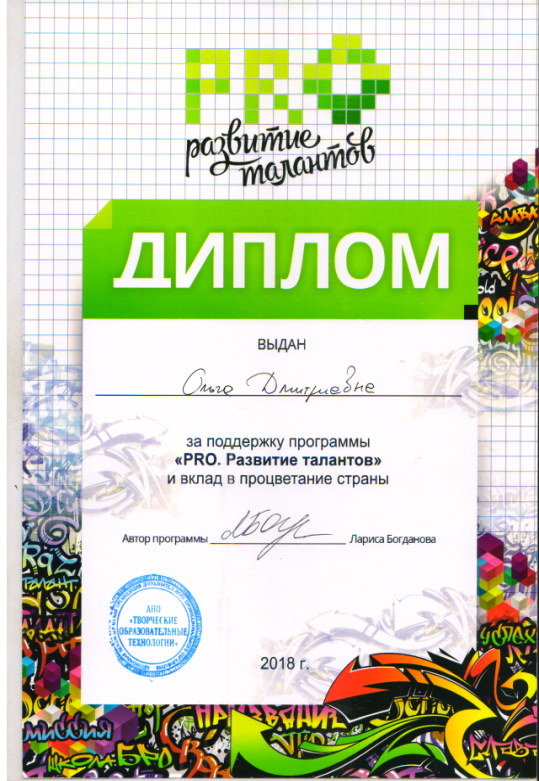 PRO
развитие
талантов
ДИПЛОМ
ВЫДАН
Ольге Дмитриевне
за поддержку программы
«PRO. Развитие талантов»
и вклад в процветание страны
Автор программы
Лариса Богданова
АНО
«ТВОРЧЕСКИЕ
ОБРАЗОВАТЕЛЬНЫЕ
ТЕХНОЛОГИИ»
2018 г.
миссия